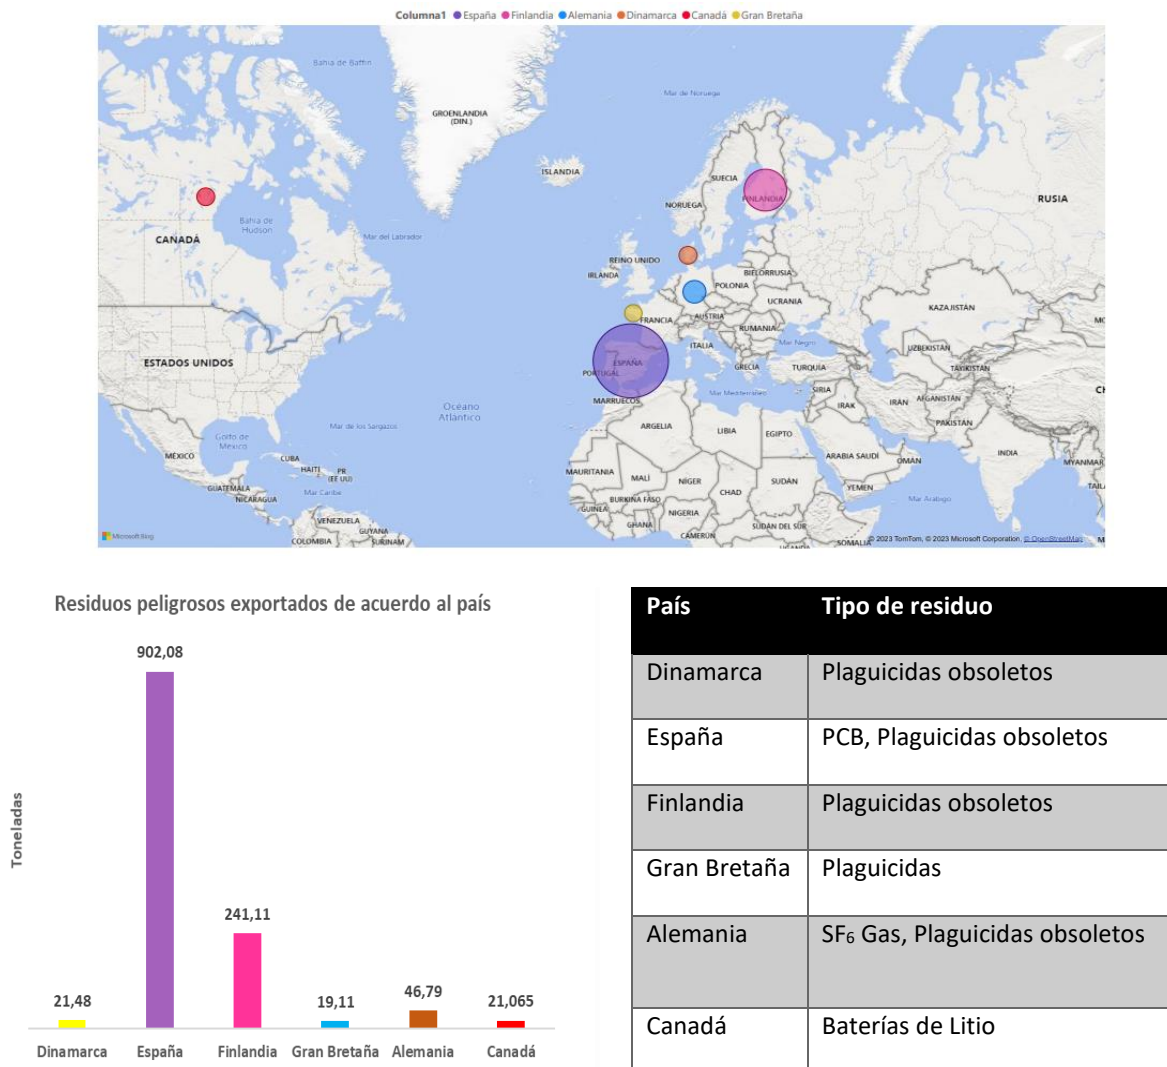 Columna1 España Finlandia Alemania Dinamarca Canadá Gran Bretaña
Bahía de Baffin
Mar de Noruega
GROENLANDIA
(DIN.)
ISLANDIA
SUECIA
FINLANDIA
NORUEGA
RUSIA
Bahía de
Hudson
CANADÁ
Mar del Labrador
REINO UNIDO
IRLANDA
BIELORRUSIA
POLONIA
UCRANIA
KAZAJISTÁN
FRANCIA
AUSTRIA
RUMANIA
MC
ESTADOS UNIDOS
ITALIA
Mar Negro
UZBEKISTÁN
ESPAÑA
PORTUGAL
GRECIA
TURQUÍA
TAYIKISTÁN
Océano
Atlántico
MARRUECOS
Mar Mediterráneo
SIRIA
IRAK
IRÁN
AFGANISTÁN
CH
PAKISTÁN
Golfo de
México
Mar de los Sargazos
ARGELIA
LIBIA
EGIPTO
MÉXICO
CUBA
HAITÍ
PR
(EE UU)
ARABIA SAUDÍ
OMÁN
INDIA
MYANMAR
GUATEMALA
NICARAGUA
Mar Caribe
MAURITANIA
MALÍ
NÍGER
CHAD
SUDÁN
YEMEN
TAIL
Mar Arábigo
BURKINA FASO
GUINEA
NIGERIA
VENEZUELA
GUYANA
GHANA
SUDÁN DEL SUR
COLOMBIA
SURINAM
CAMERÚN
UGANDA
SOMALIA
M
Microsoft Bing
© 2023 TomTom, © 2023 Microsoft Corporation, © OpenStreetMap
Residuos peligrosos exportados de acuerdo al país
Toneladas
902,08
241,11
21,48
19,11
46,79
21,065
Dinamarca España Finlandia Gran Bretaña Alemania Canadá
País Tipo de residuo
Dinamarca Plaguicidas obsoletos
España PCB, Plaguicidas obsoletos
Finlandia Plaguicidas obsoletos
Gran Bretaña Plaguicidas
Alemania SF₆ Gas, Plaguicidas obsoletos
Canadá Baterías de Litio